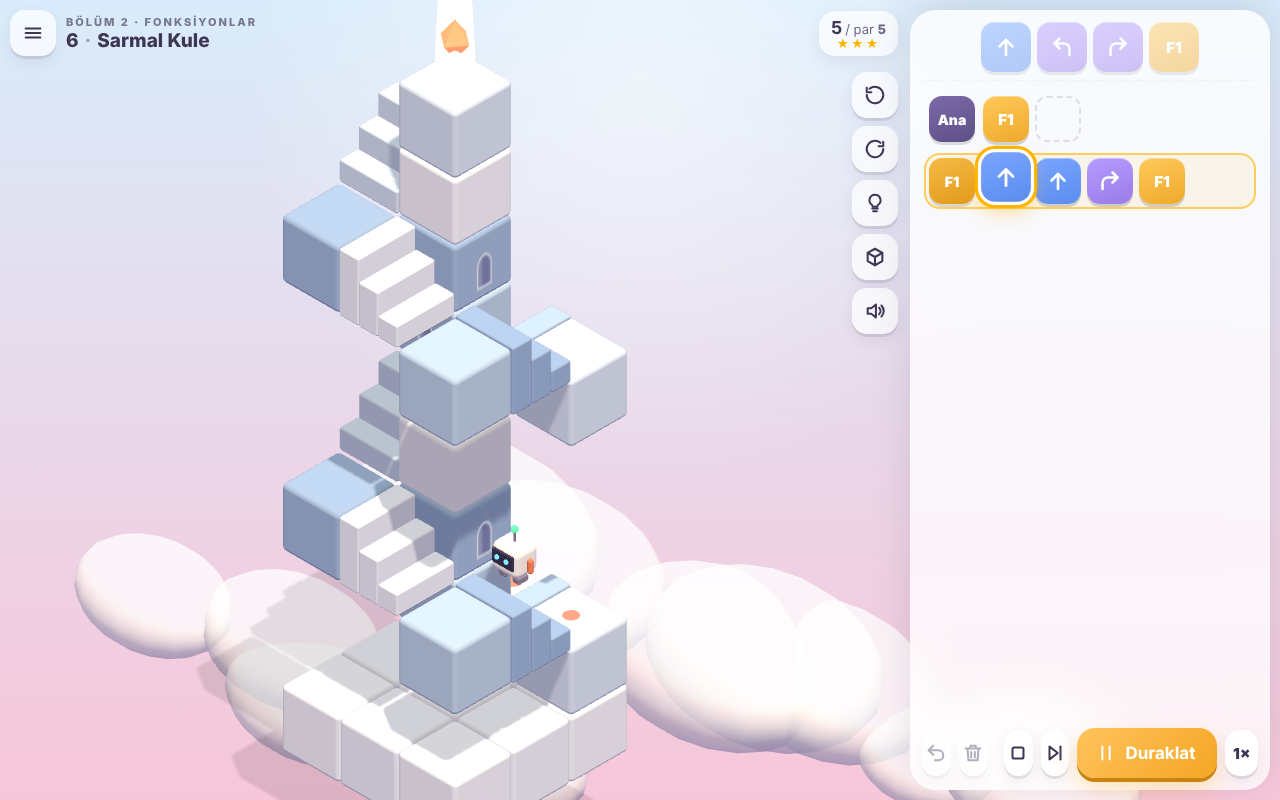 BÖLÜM 2 · FONKSİYONLAR
6 · Sarmal Kule
5 / par 5
F1
Ana F1
F1 F1
Duraklat 1×